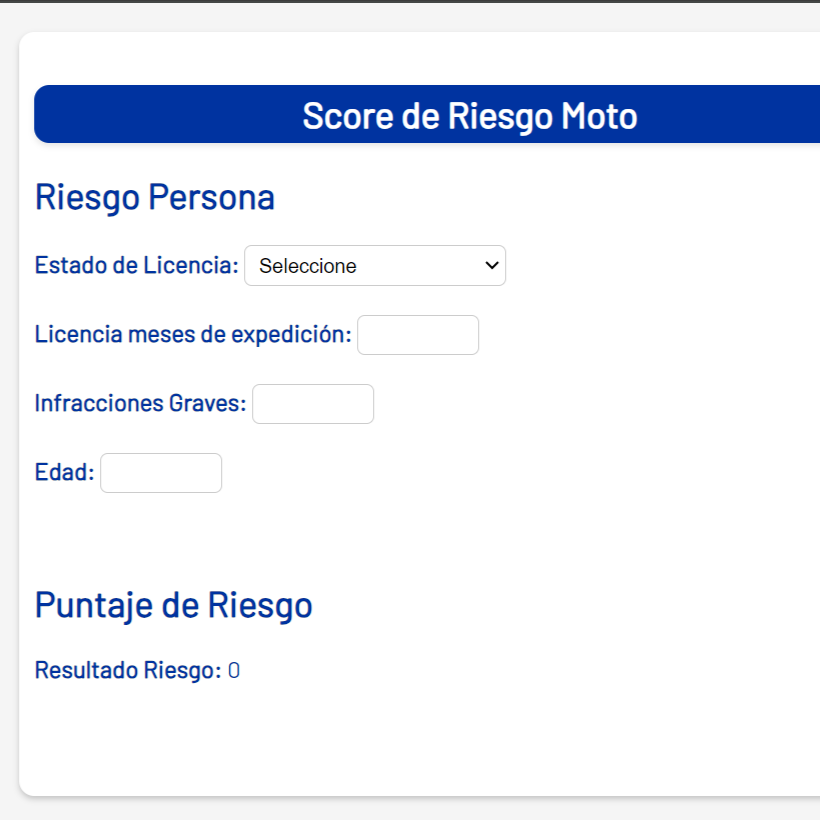 Score de Riesgo Moto
Riesgo Persona
Estado de Licencia: Seleccione
Licencia meses de expedición:
Infracciones Graves:
Edad:
Puntaje de Riesgo
Resultado Riesgo: 0